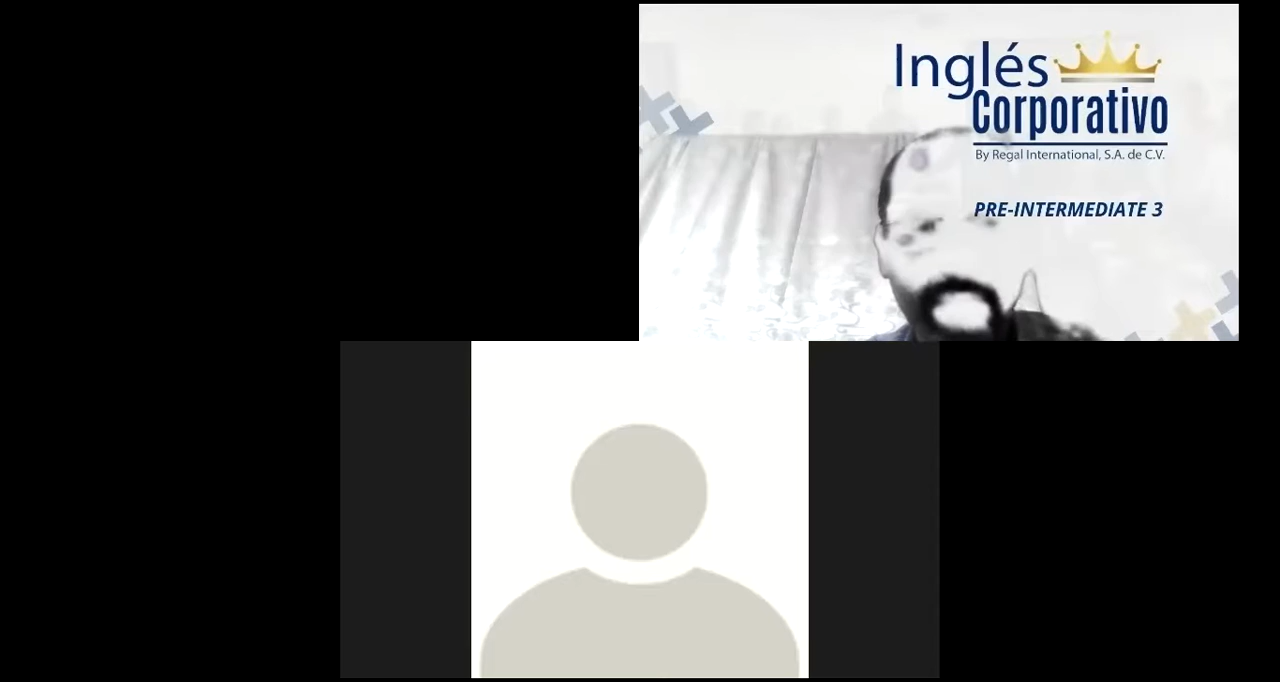 Inglés
Corporativo
By Regal International, S.A. de C.V.
PRE-INTERMEDIATE 3